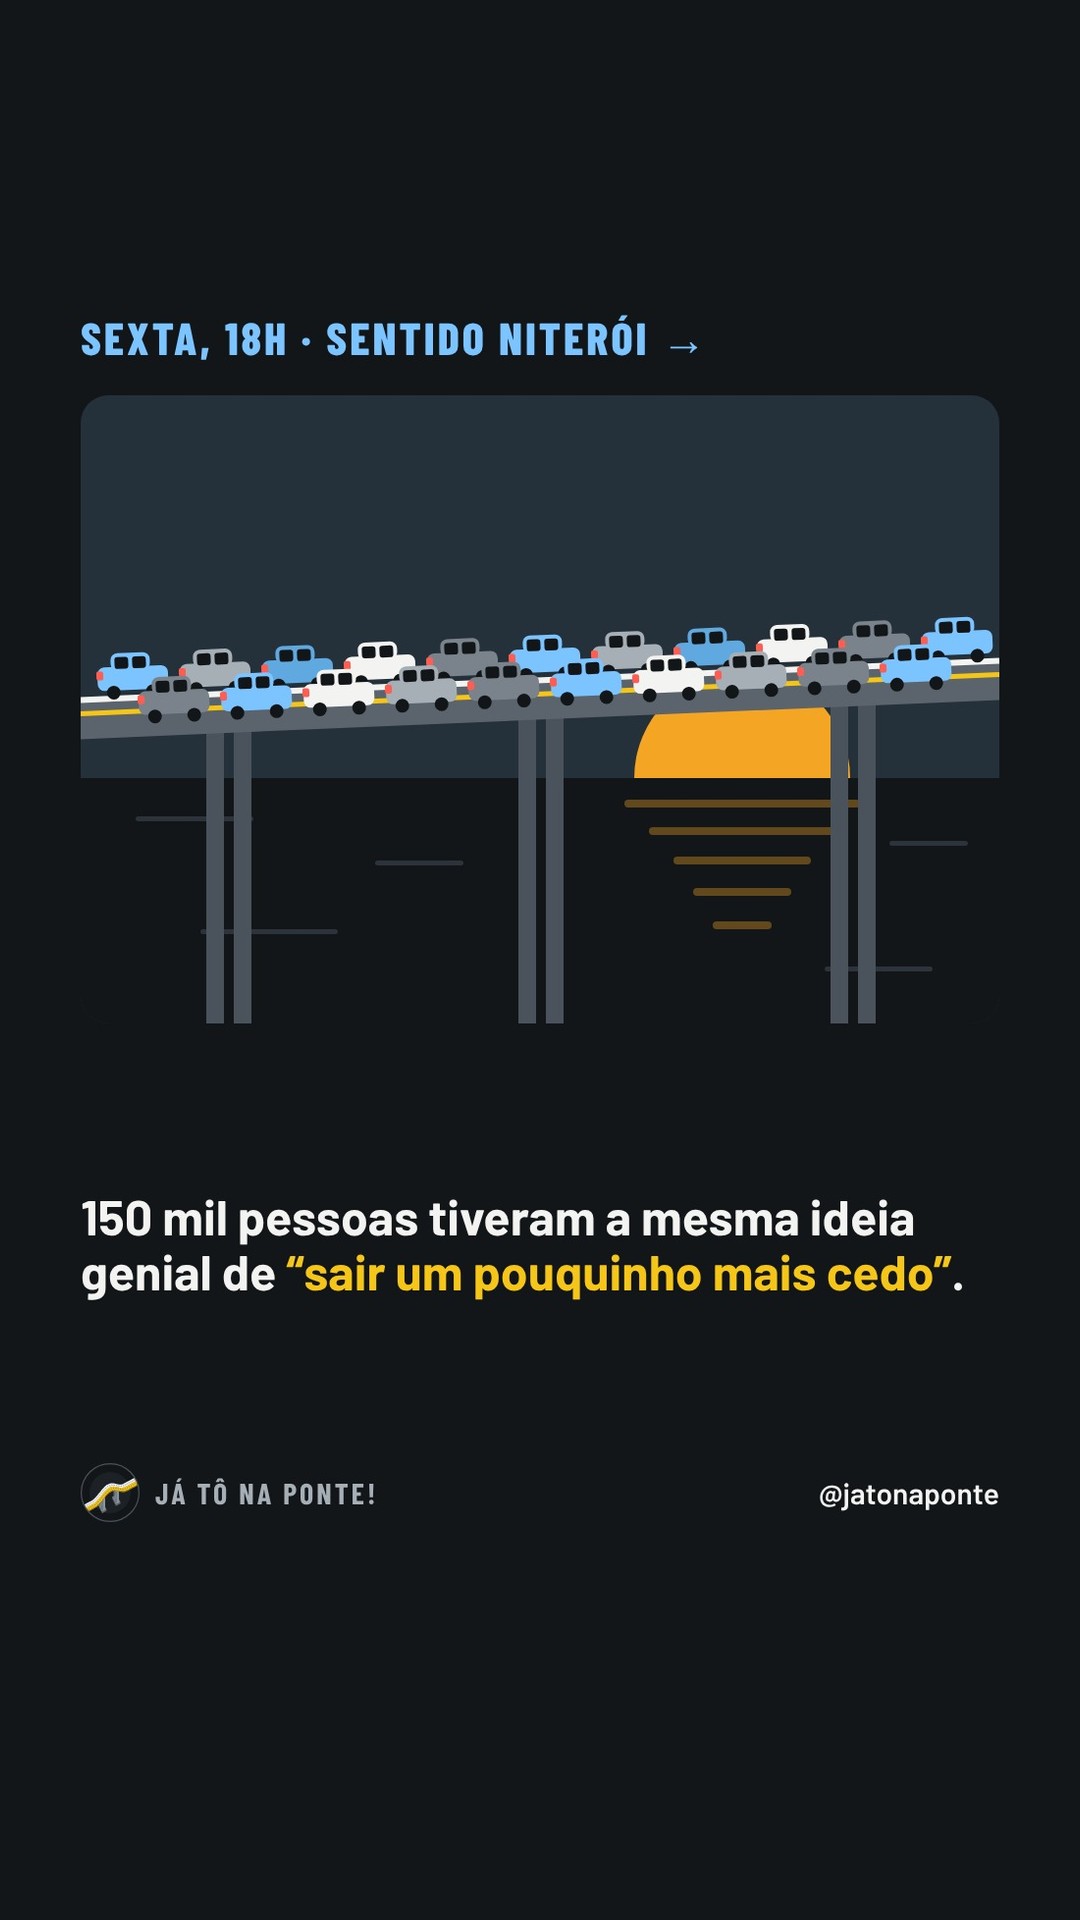 SEXTA, 18H · SENTIDO NITERÓI →
150 mil pessoas tiveram a mesma ideia
genial de “sair um pouquinho mais cedo”.
JÁ TÔ NA PONTE!
@jatonaponte